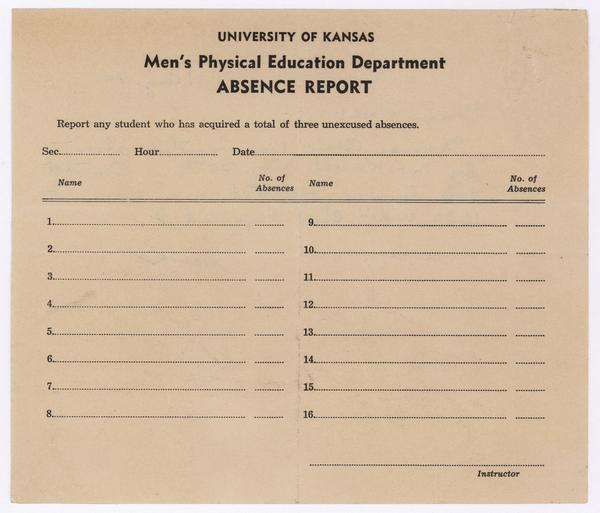 UNIVERSITY OF KANSAS
Men's Physical Education Department
ABSENCE REPORT
Report any student who has acquired a total of three unexcused absences.
Sec. Hour Date
Name No. of Absences Name No. of Absences
1. 9.
2. 10.
3. 11.
4. 12.
5. 13.
6. 14.
7. 15.
8. 16.
Instructor